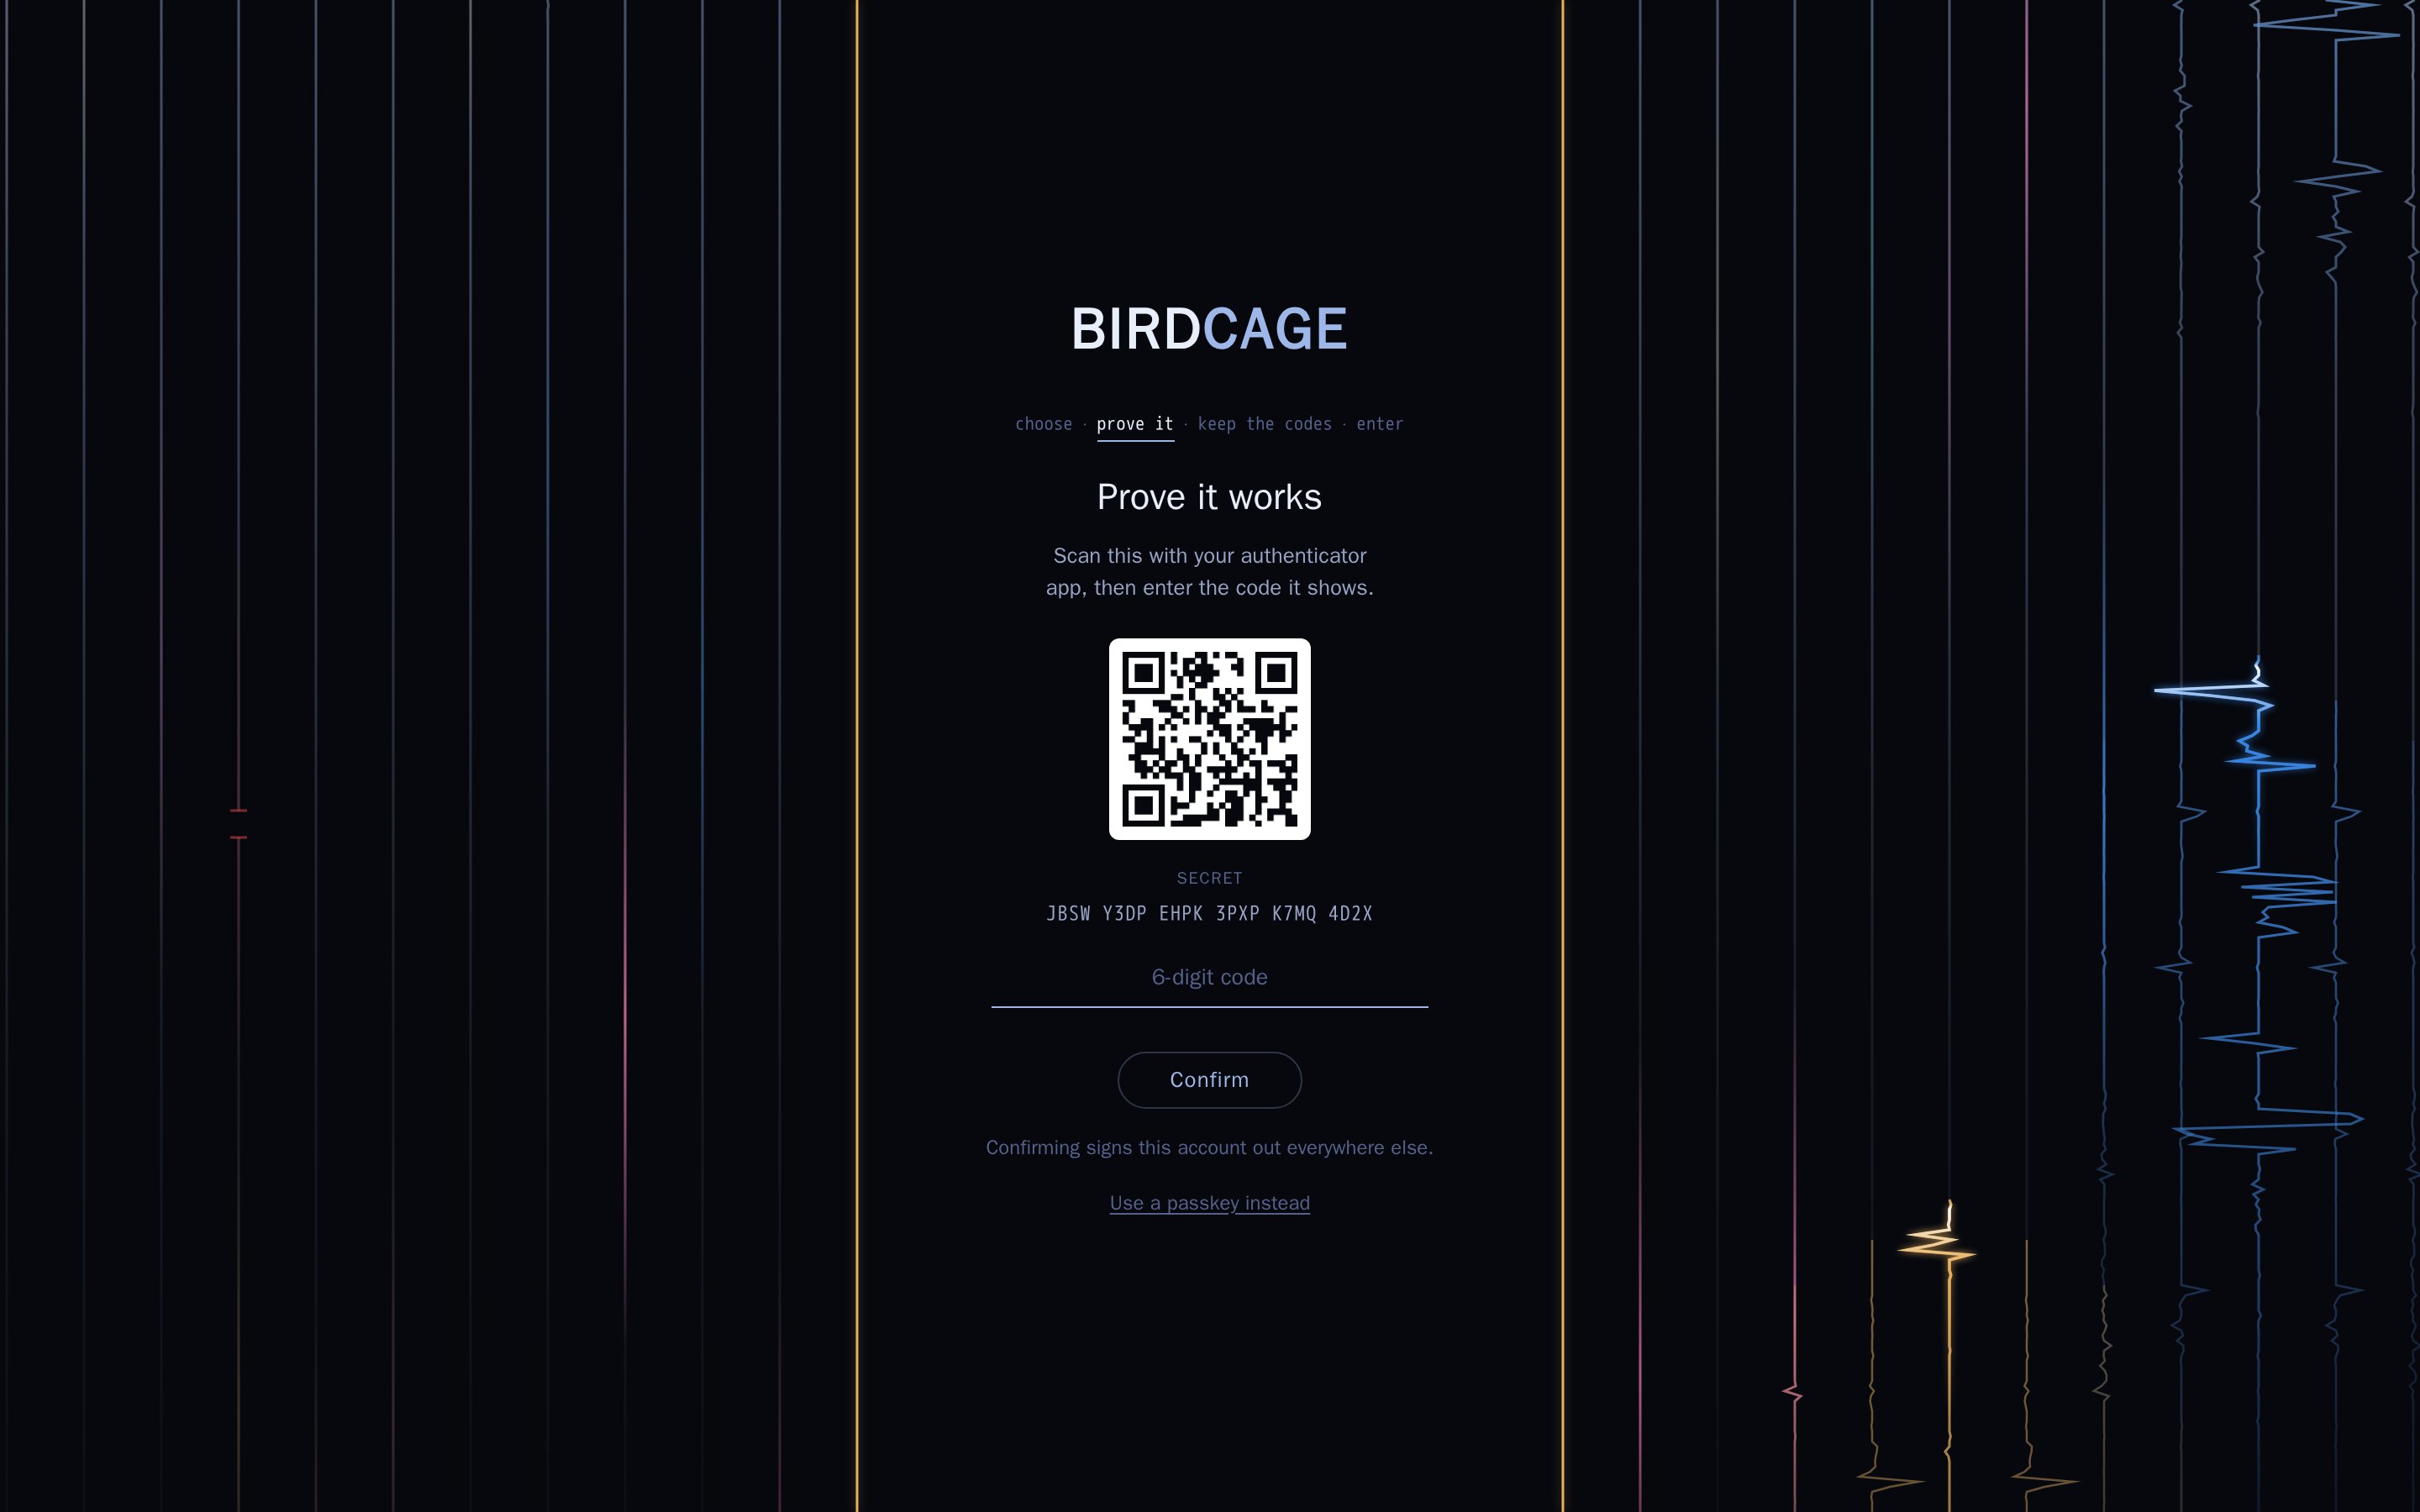 BIRDCAGE
choose · prove it · keep the codes · enter
Prove it works
Scan this with your authenticator
app, then enter the code it shows.
SECRET
JBSW Y3DP EHPK 3PXP K7MQ 4D2X
6-digit code
Confirm
Confirming signs this account out everywhere else.
Use a passkey instead